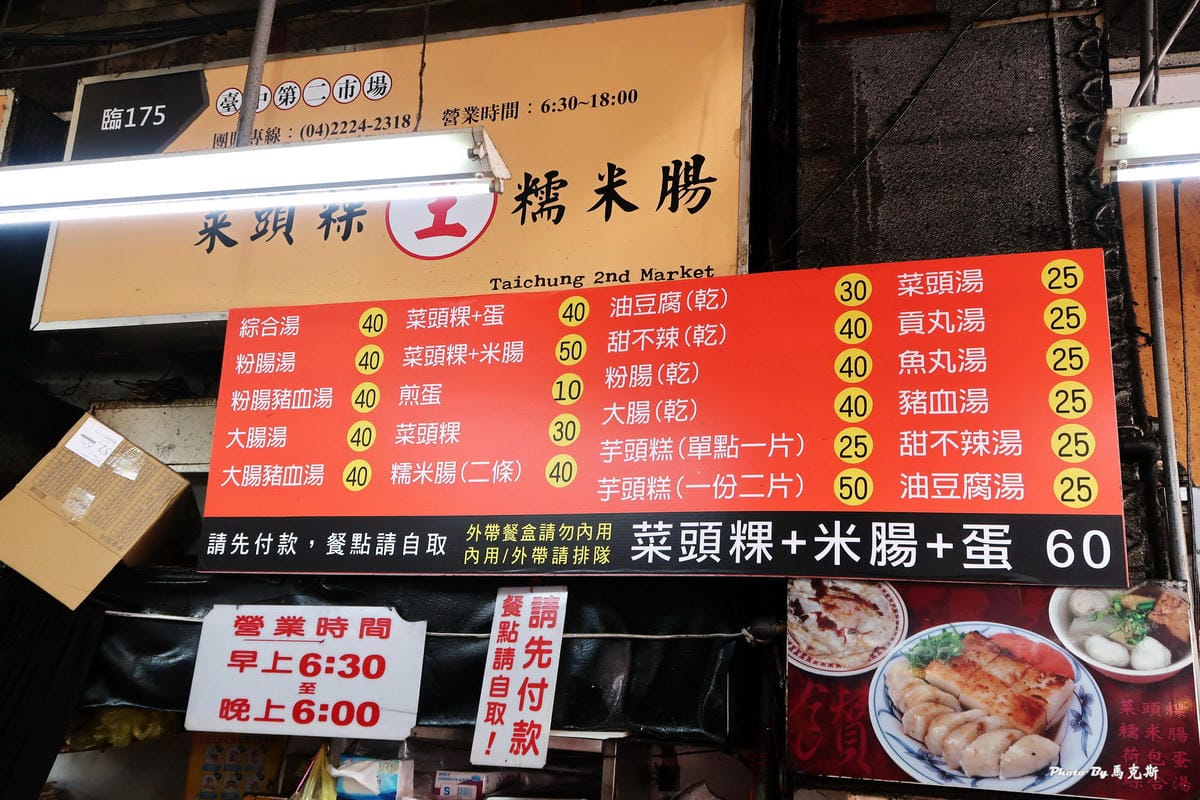 臨175
臺中第二市場
團購專線：(04)2224-2318
營業時間：6:30~18:00
菜頭粿 王 糯米腸
Taichung 2nd Market
綜合湯 40
粉腸湯 40
粉腸豬血湯 40
大腸湯 40
大腸豬血湯 40
菜頭粿+蛋 40
菜頭粿+米腸 50
煎蛋 10
菜頭粿 30
糯米腸(二條) 40
油豆腐(乾) 30
甜不辣(乾) 40
粉腸(乾) 40
大腸(乾) 40
芋頭糕(單點一片) 25
芋頭糕(一份二片) 50
菜頭湯 25
貢丸湯 25
魚丸湯 25
豬血湯 25
甜不辣湯 25
油豆腐湯 25
請先付款，餐點請自取
外帶餐盒請勿內用
內用/外帶請排隊
菜頭粿+米腸+蛋 60
營業時間
早上6:30
至
晚上6:00
請先付款
餐點請自取！
菜頭粿
糯米腸
荷包蛋
綜合湯
Photo By 馬克斯